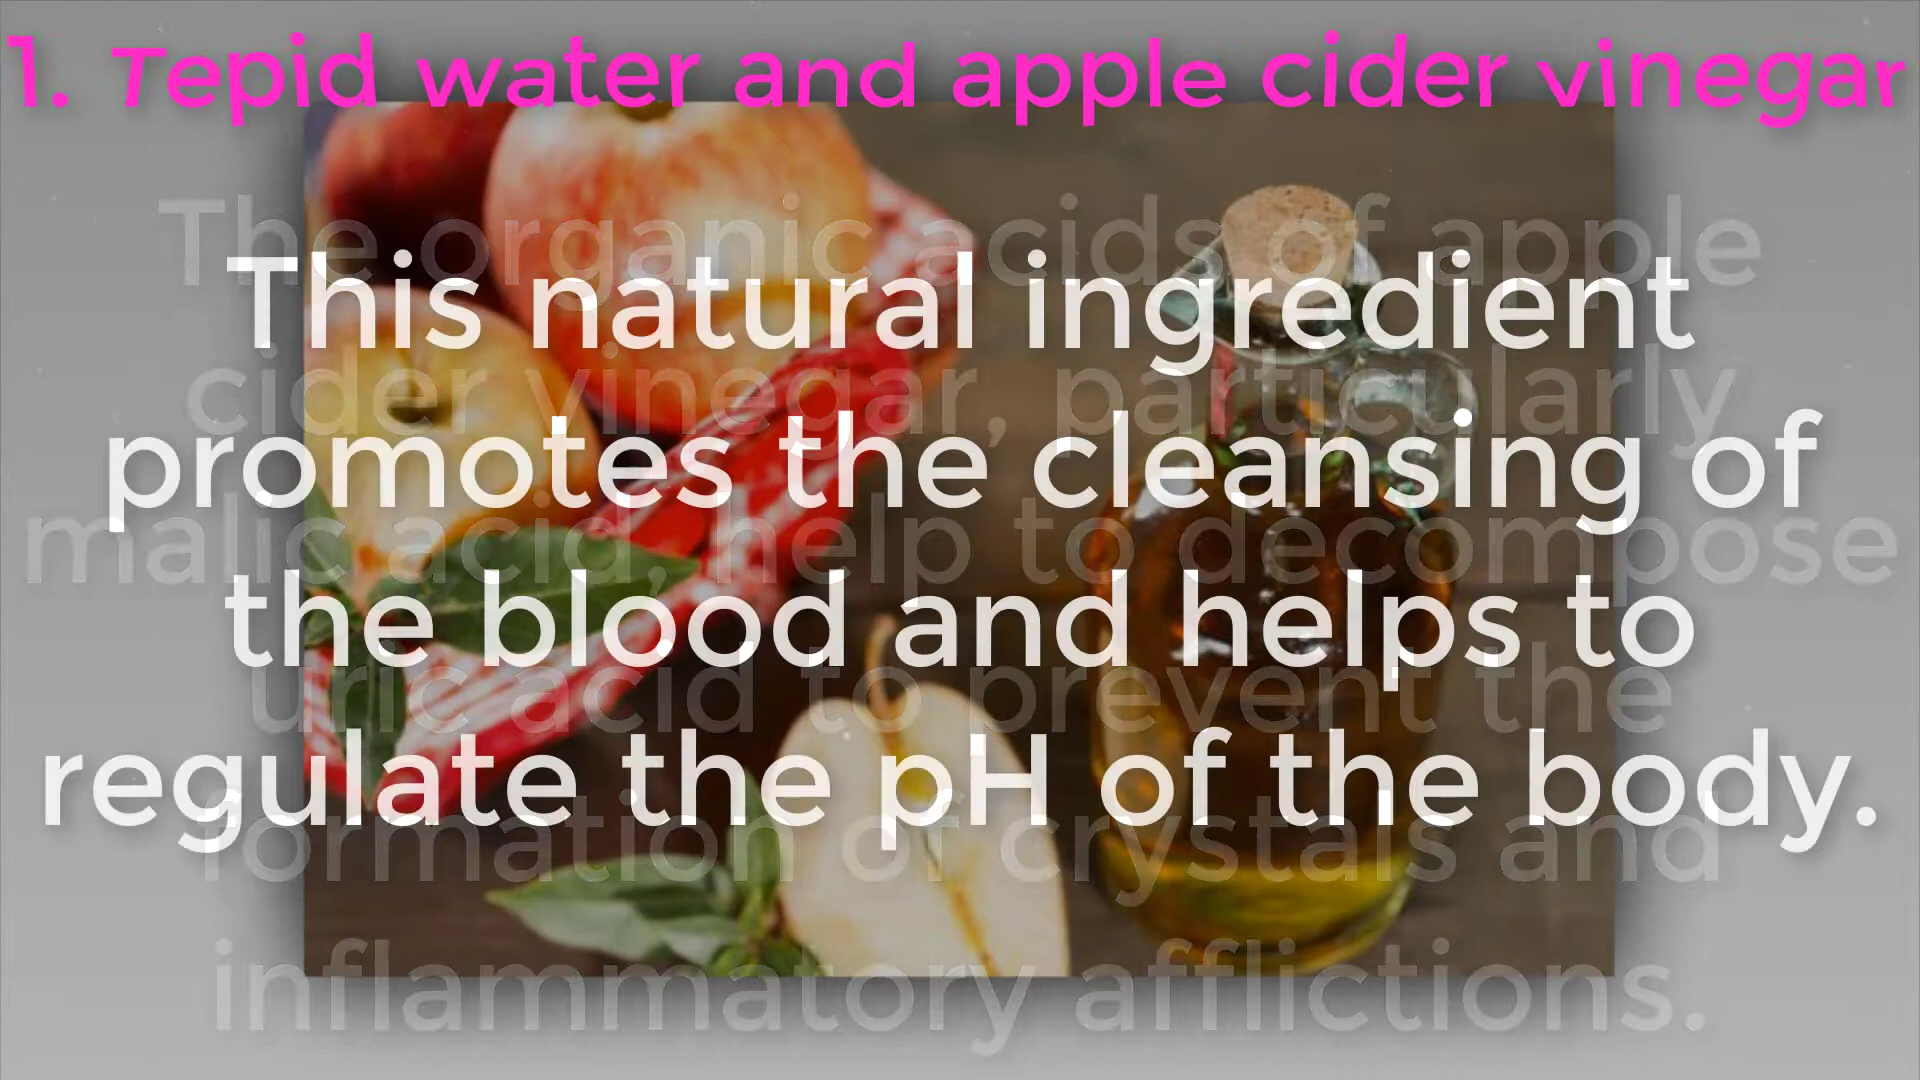 1. Tepid water and apple cider vinegar
This natural ingredient
promotes the cleansing of
the blood and helps to
regulate the pH of the body.
The organic acids of apple
cider vinegar, particularly
malic acid, help to decompose
uric acid to prevent the
formation of crystals and
inflammatory afflictions.